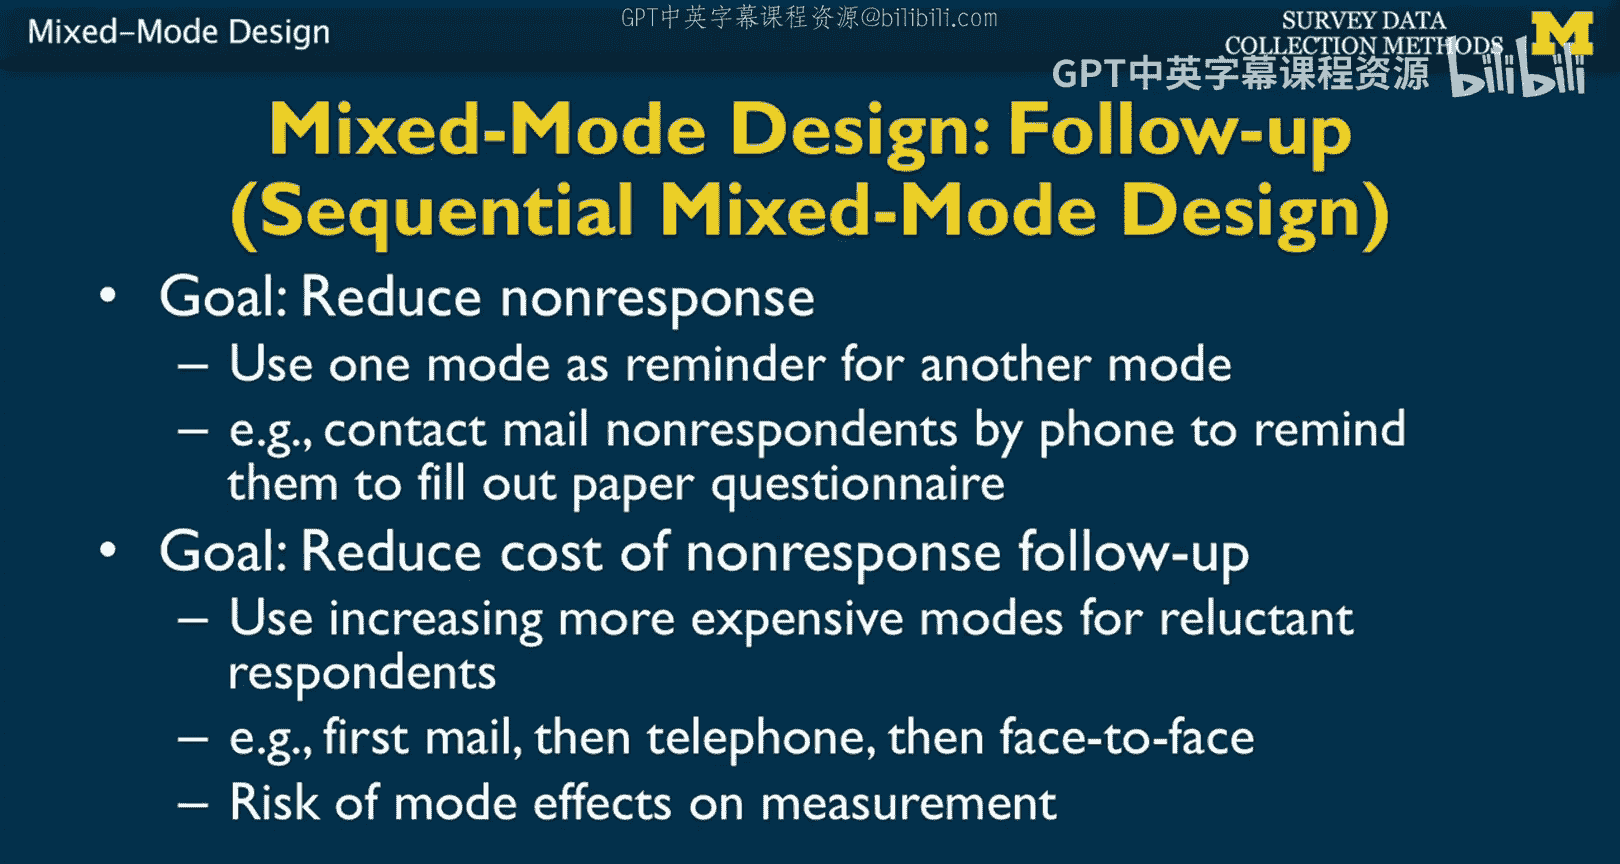 Mixed-Mode Design
GPT中英字幕课程资源@bilibili.com
SURVEY DATA
COLLECTION METHODS
M
GPT中英字幕课程资源 bilibili
Mixed-Mode Design: Follow-up
(Sequential Mixed-Mode Design)
• Goal: Reduce nonresponse
– Use one mode as reminder for another mode
– e.g., contact mail nonrespondents by phone to remind
them to fill out paper questionnaire
• Goal: Reduce cost of nonresponse follow-up
– Use increasing more expensive modes for reluctant
respondents
– e.g., first mail, then telephone, then face-to-face
– Risk of mode effects on measurement